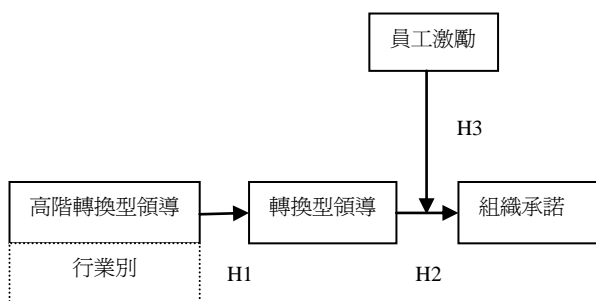 員工激勵
H3
高階轉換型領導
轉換型領導
組織承諾
行業別
H1
H2